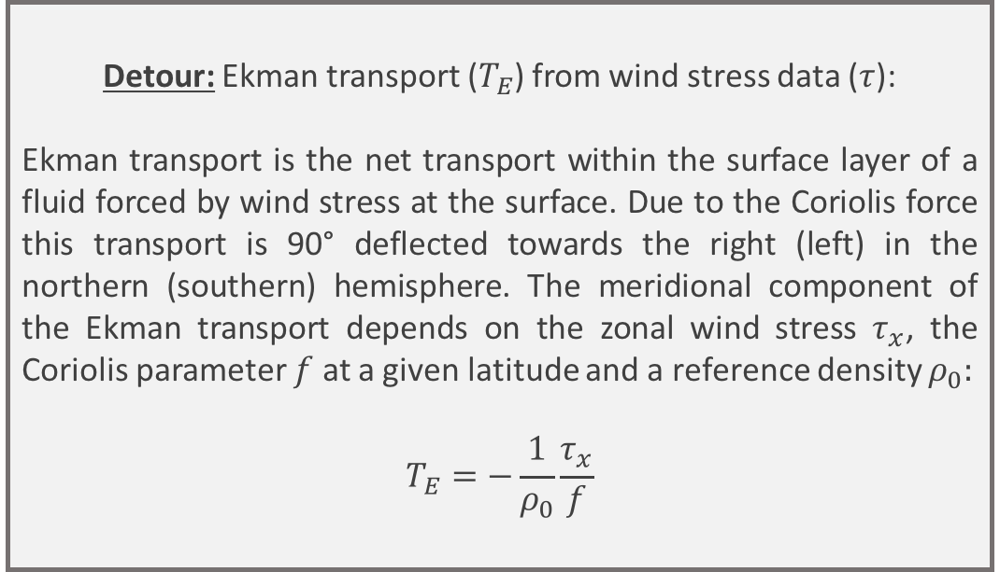 Detour: Ekman transport (T_E) from wind stress data (τ):
Ekman transport is the net transport within the surface layer of a
fluid forced by wind stress at the surface. Due to the Coriolis force
this transport is 90° deflected towards the right (left) in the
northern (southern) hemisphere. The meridional component of
the Ekman transport depends on the zonal wind stress τ_x, the
Coriolis parameter f at a given latitude and a reference density ρ_0:
T_E = − 1/ρ_0 τ_x/f